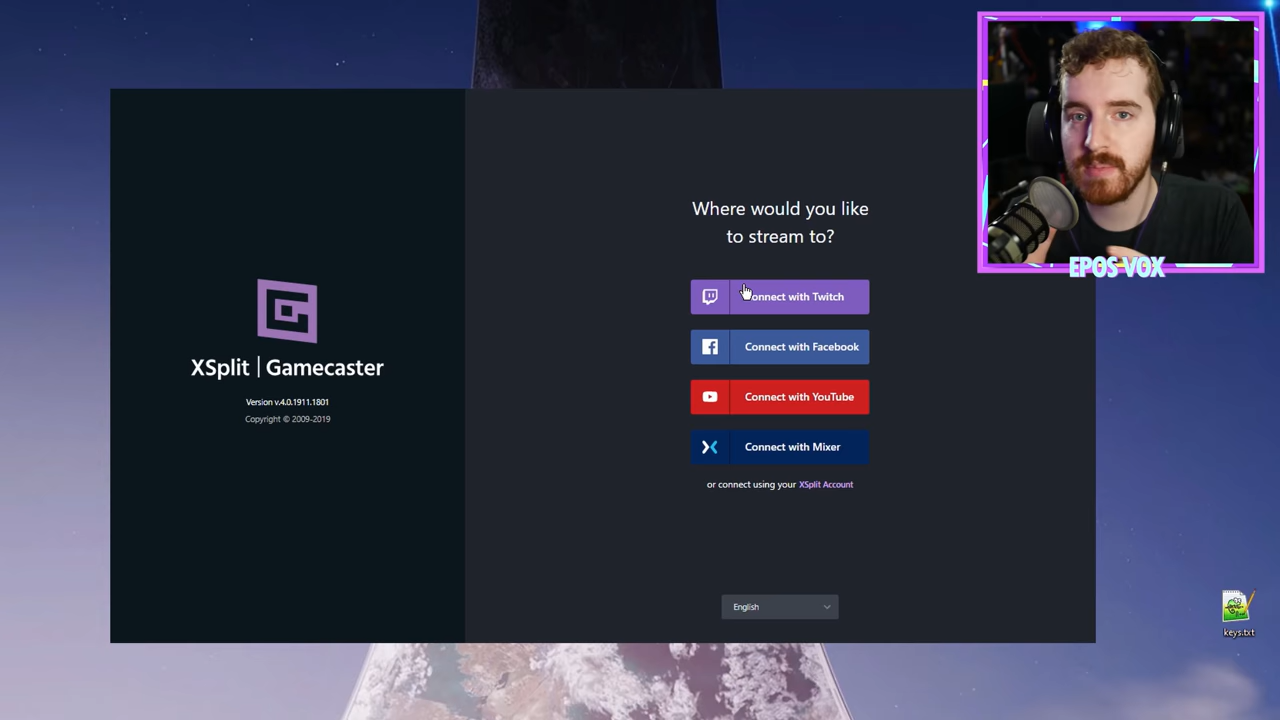 Where would you like
to stream to?
Connect with Twitch
Connect with Facebook
Connect with YouTube
Connect with Mixer
or connect using your XSplit Account
English
XSplit | Gamecaster
Version v.4.0.1911.1801
Copyright © 2009-2019
EPOS VOX
keys.txt